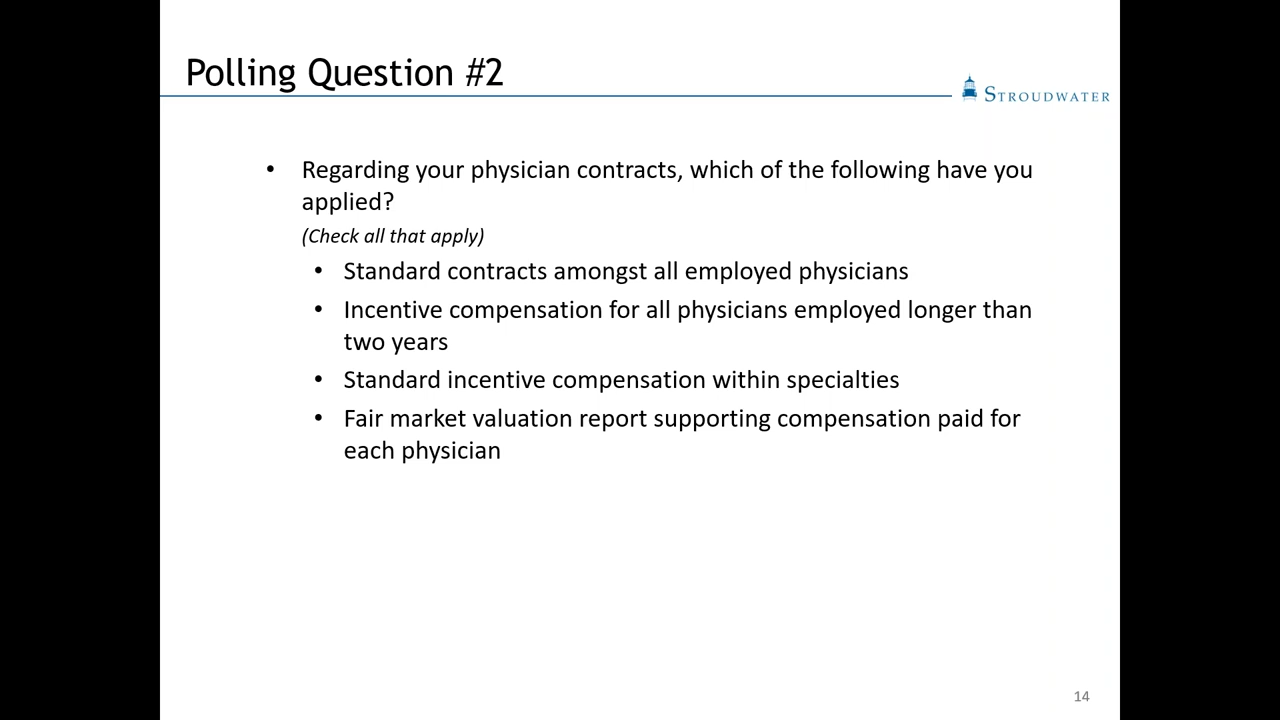 Polling Question #2
STROUDWATER
• Regarding your physician contracts, which of the following have you
applied?
(Check all that apply)
• Standard contracts amongst all employed physicians
• Incentive compensation for all physicians employed longer than
two years
• Standard incentive compensation within specialties
• Fair market valuation report supporting compensation paid for
each physician
14